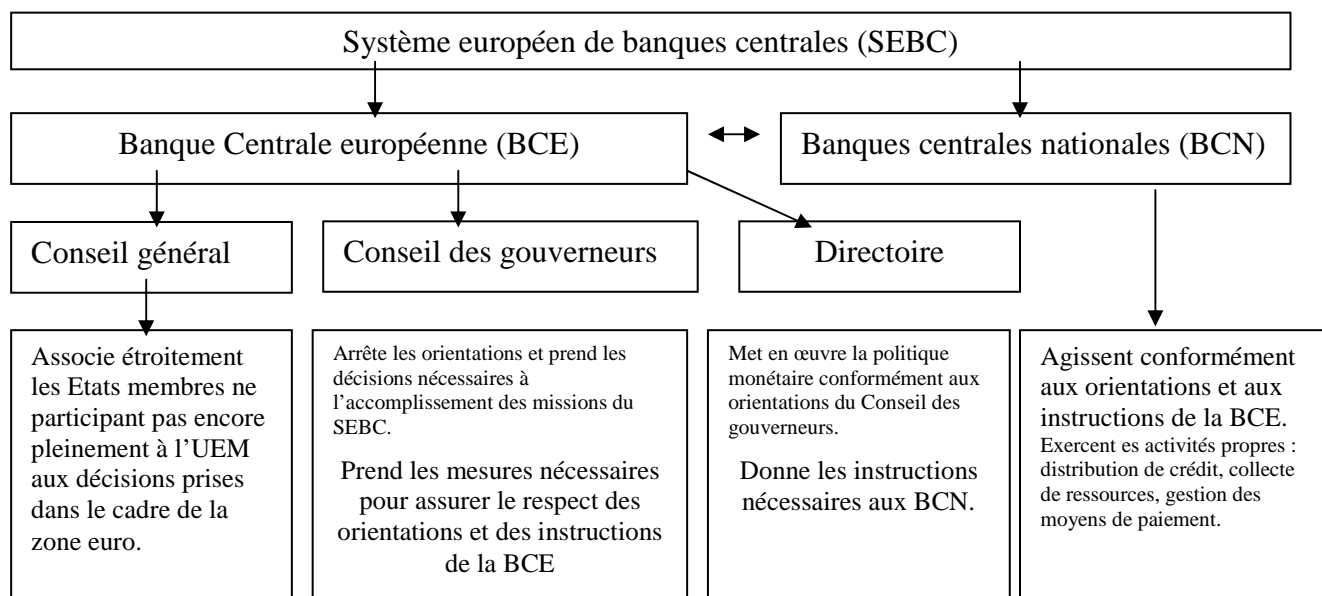 Système européen de banques centrales (SEBC)
Banque Centrale européenne (BCE)
Banques centrales nationales (BCN)
Conseil général
Conseil des gouverneurs
Directoire
Associe étroitement
les Etats membres ne
participant pas encore
pleinement à l’UEM
aux décisions prises
dans le cadre de la
zone euro.
Arrête les orientations et prend les
décisions nécessaires à
l’accomplissement des missions du
SEBC.
Prend les mesures nécessaires
pour assurer le respect des
orientations et des instructions
de la BCE
Met en œuvre la politique
monétaire conformément aux
orientations du Conseil des
gouverneurs.
Donne les instructions
nécessaires aux BCN.
Agissent conformément
aux orientations et aux
instructions de la BCE.
Exercent es activités propres :
distribution de crédit, collecte
de ressources, gestion des
moyens de paiement.